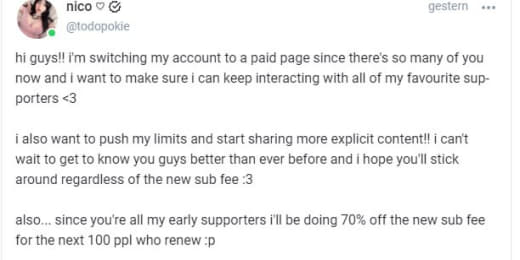 nico ♡
gestern
@todopokie
hi guys!! i'm switching my account to a paid page since there's so many of you
now and i want to make sure i can keep interacting with all of my favourite sup-
porters <3
i also want to push my limits and start sharing more explicit content!! i can't
wait to get to know you guys better than ever before and i hope you'll stick
around regardless of the new sub fee :3
also... since you're all my early supporters i'll be doing 70% off the new sub fee
for the next 100 ppl who renew :p